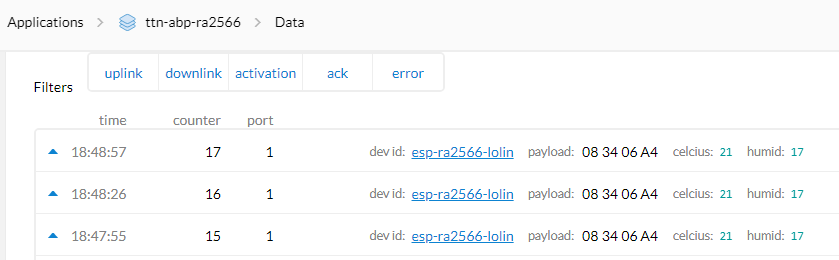 Applications > ttn-abp-ra2566 > Data
Filters uplink downlink activation ack error
time counter port
18:48:57 17 1 dev id: esp-ra2566-lolin payload: 08 34 06 A4 celcius: 21 humid: 17
18:48:26 16 1 dev id: esp-ra2566-lolin payload: 08 34 06 A4 celcius: 21 humid: 17
18:47:55 15 1 dev id: esp-ra2566-lolin payload: 08 34 06 A4 celcius: 21 humid: 17